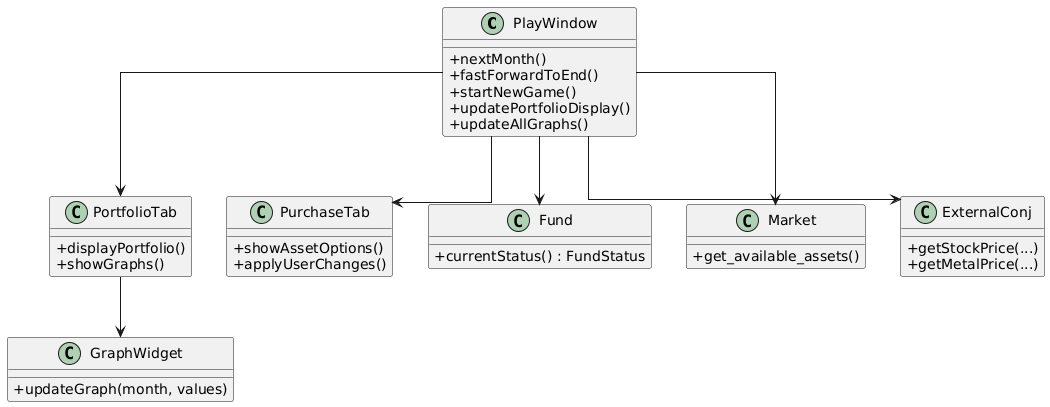 C PlayWindow
+nextMonth()
+fastForwardToEnd()
+startNewGame()
+updatePortfolioDisplay()
+updateAllGraphs()
C PortfolioTab
+displayPortfolio()
+showGraphs()
C PurchaseTab
+showAssetOptions()
+applyUserChanges()
C Fund
+currentStatus() : FundStatus
C Market
+get_available_assets()
C ExternalConj
+getStockPrice(...)
+getMetalPrice(...)
C GraphWidget
+updateGraph(month, values)